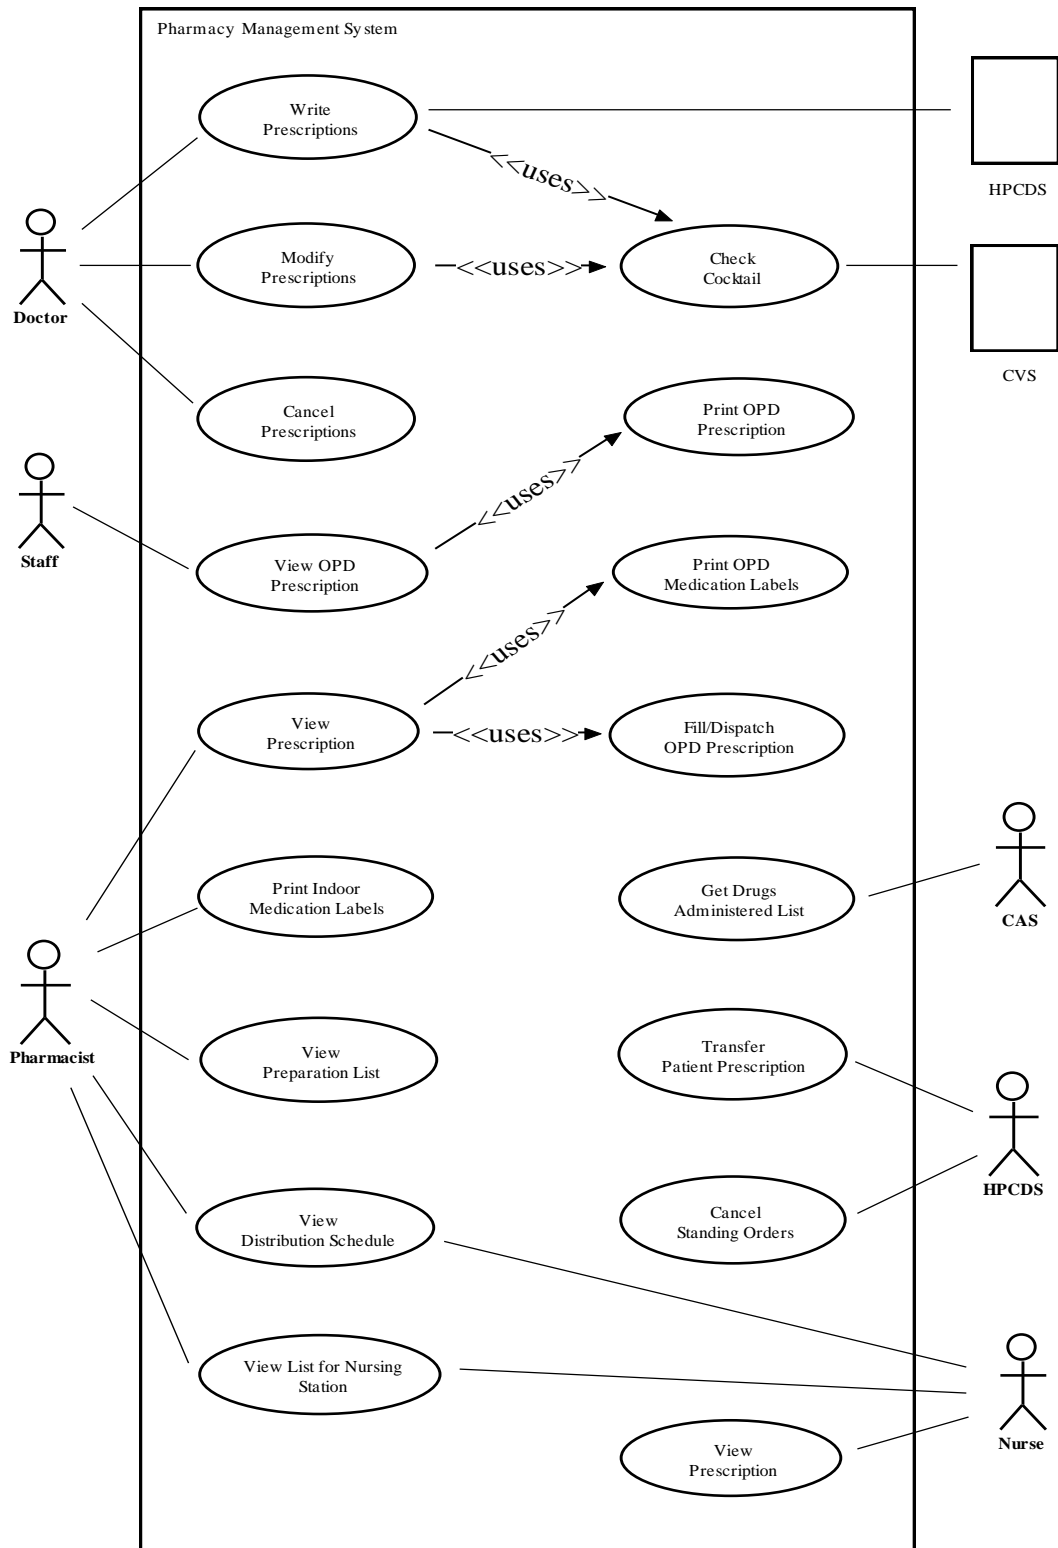 Pharmacy Management System
Write
Prescriptions
HPCDS
<<uses>>
Modify
Prescriptions
<<uses>>
Check
Cocktail
Doctor
CVS
Cancel
Prescriptions
Print OPD
Prescription
<<uses>>
Staff
View OPD
Prescription
Print OPD
Medication Labels
<<uses>>
View
Prescription
<<uses>>
Fill/Dispatch
OPD Prescription
Print Indoor
Medication Labels
Get Drugs
Administered List
CAS
Pharmacist
View
Preparation List
Transfer
Patient Prescription
HPCDS
View
Distribution Schedule
Cancel
Standing Orders
View List for Nursing
Station
Nurse
View
Prescription